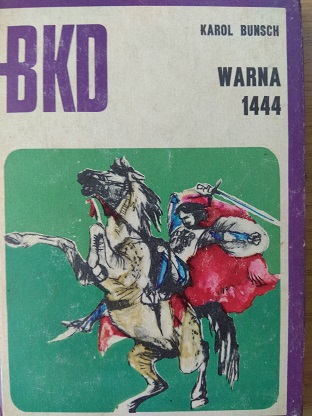 BKD
KAROL BUNSCH
WARNA
1444